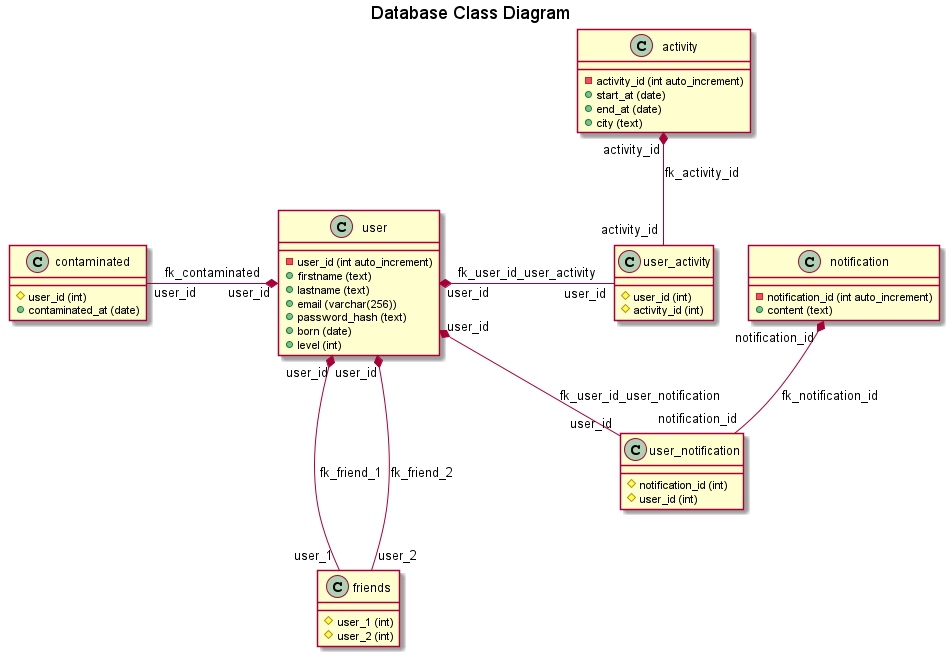 Database Class Diagram
C activity
activity_id (int auto_increment)
start_at (date)
end_at (date)
city (text)
activity_id
fk_activity_id
activity_id
C contaminated
user_id (int)
contaminated_at (date)
fk_contaminated
user_id
user_id
C user
user_id (int auto_increment)
firstname (text)
lastname (text)
email (varchar(256))
password_hash (text)
born (date)
level (int)
fk_user_id_user_activity
user_id
user_id
C user_activity
user_id (int)
activity_id (int)
C notification
notification_id (int auto_increment)
content (text)
user_id
notification_id
user_id
user_id
fk_user_id_user_notification
fk_notification_id
user_id
notification_id
C user_notification
notification_id (int)
user_id (int)
fk_friend_1
fk_friend_2
user_1
user_2
C friends
user_1 (int)
user_2 (int)